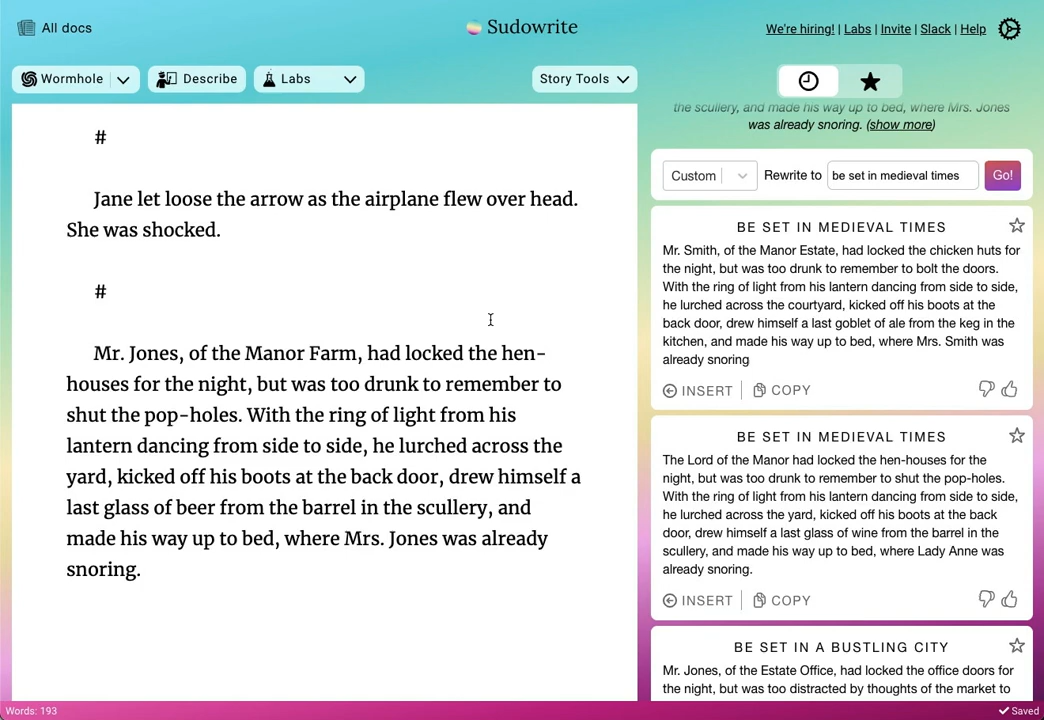 All docs
Sudowrite
We're hiring! | Labs | Invite | Slack | Help
Wormhole
Describe
Labs
Story Tools
#
Jane let loose the arrow as the airplane flew over head.
She was shocked.
#
Mr. Jones, of the Manor Farm, had locked the hen-
houses for the night, but was too drunk to remember to
shut the pop-holes. With the ring of light from his
lantern dancing from side to side, he lurched across the
yard, kicked off his boots at the back door, drew himself a
last glass of beer from the barrel in the scullery, and
made his way up to bed, where Mrs. Jones was already
snoring.
the scullery, and made his way up to bed, where Mrs. Jones
was already snoring. (show more)
Custom
Rewrite to
be set in medieval times
Go!
BE SET IN MEDIEVAL TIMES
Mr. Smith, of the Manor Estate, had locked the chicken huts for
the night, but was too drunk to remember to bolt the doors.
With the ring of light from his lantern dancing from side to side,
he lurched across the courtyard, kicked off his boots at the
back door, drew himself a last goblet of ale from the keg in the
kitchen, and made his way up to bed, where Mrs. Smith was
already snoring
INSERT
COPY
BE SET IN MEDIEVAL TIMES
The Lord of the Manor had locked the hen-houses for the
night, but was too drunk to remember to shut the pop-holes.
With the ring of light from his lantern dancing from side to side,
he lurched across the yard, kicked off his boots at the back
door, drew himself a last glass of wine from the barrel in the
scullery, and made his way up to bed, where Lady Anne was
already snoring.
INSERT
COPY
BE SET IN A BUSTLING CITY
Mr. Jones, of the Estate Office, had locked the office doors for
the night, but was too distracted by thoughts of the market to
Words: 193
Saved